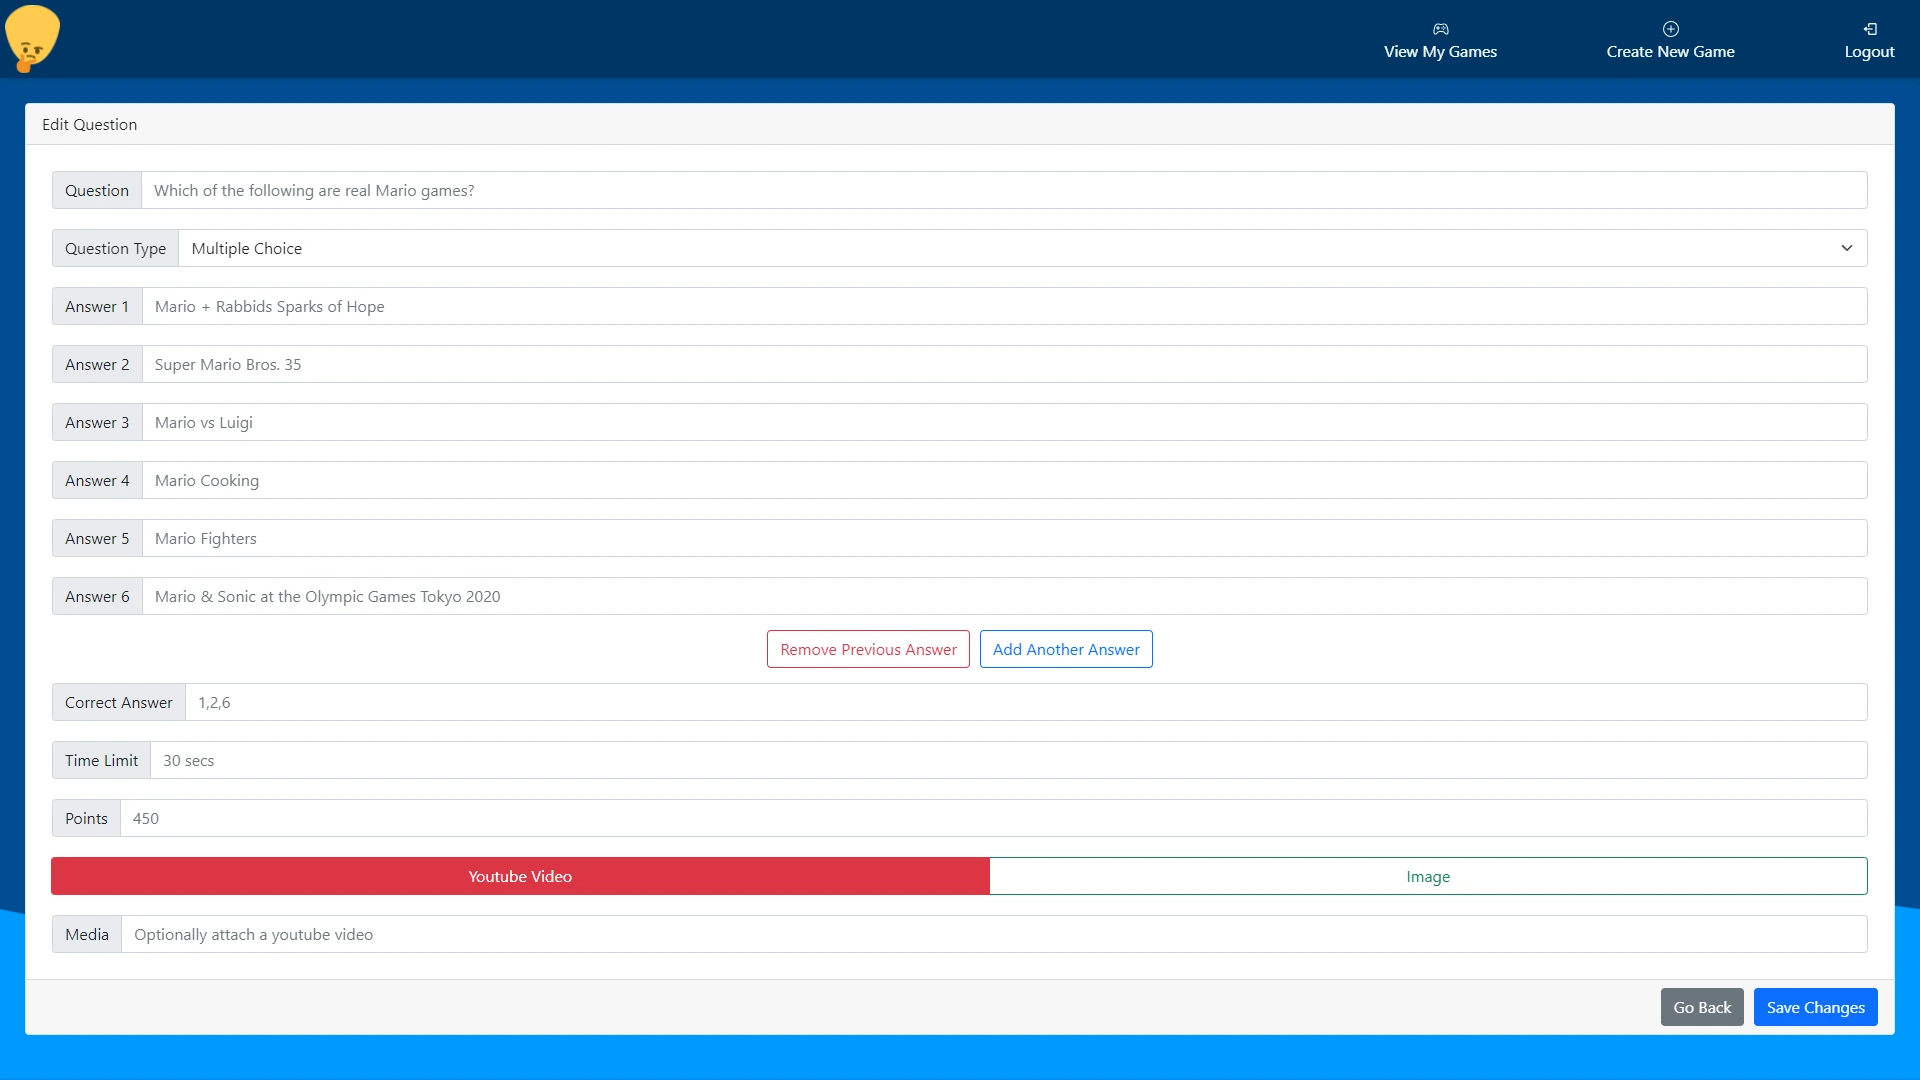 View My Games
Create New Game
Logout
Edit Question
Question Which of the following are real Mario games?
Question Type Multiple Choice
Answer 1 Mario + Rabbids Sparks of Hope
Answer 2 Super Mario Bros. 35
Answer 3 Mario vs Luigi
Answer 4 Mario Cooking
Answer 5 Mario Fighters
Answer 6 Mario & Sonic at the Olympic Games Tokyo 2020
Remove Previous Answer Add Another Answer
Correct Answer 1,2,6
Time Limit 30 secs
Points 450
Youtube Video Image
Media Optionally attach a youtube video
Go Back Save Changes